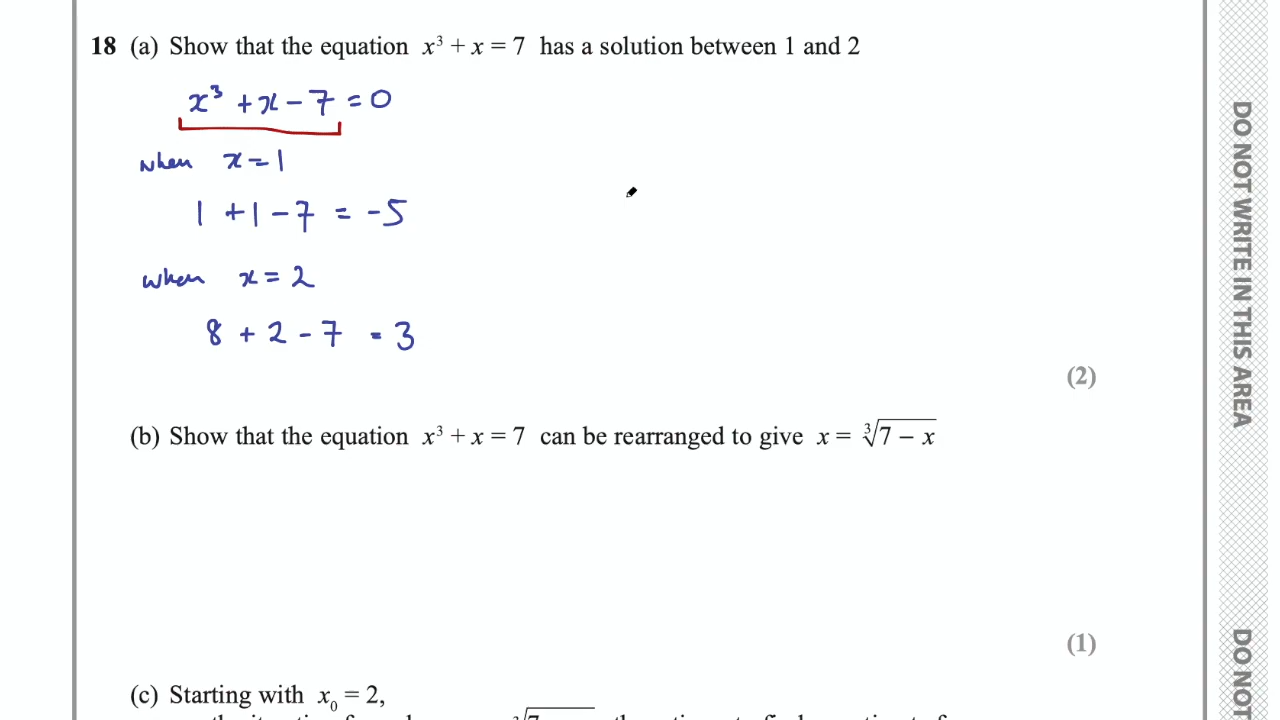 18 (a) Show that the equation x³ + x = 7 has a solution between 1 and 2
x³ + x - 7 = 0
when x = 1
1 + 1 - 7 = -5
when x = 2
8 + 2 - 7 = 3
(2)
(b) Show that the equation x³ + x = 7 can be rearranged to give x = ∛(7 − x)
(1)
(c) Starting with x₀ = 2,
DO NOT WRITE IN THIS AREA
DO NOT